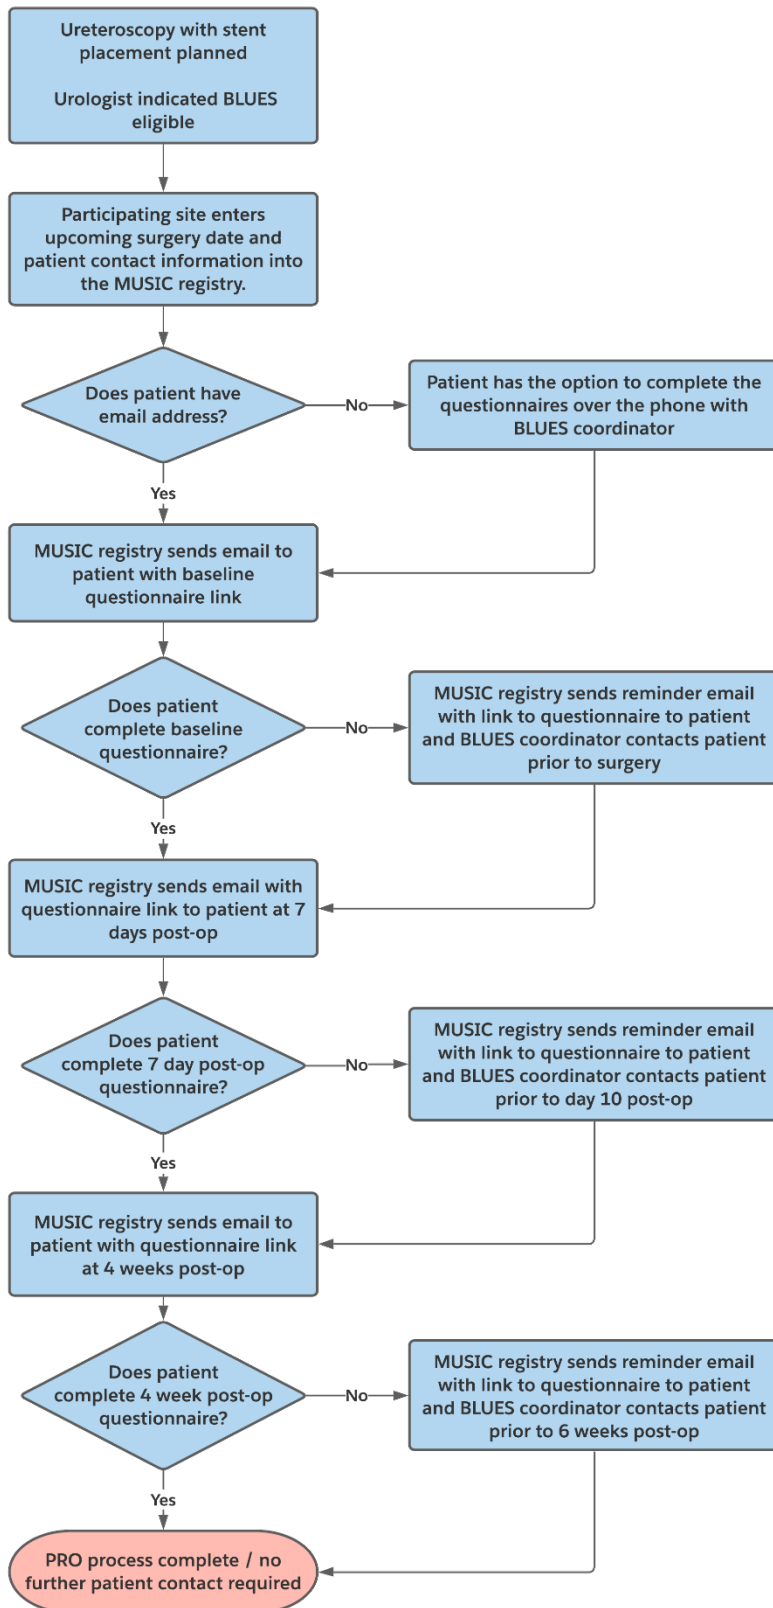 Ureteroscopy with stent
placement planned
Urologist indicated BLUES
eligible
Participating site enters
upcoming surgery date and
patient contact information into
the MUSIC registry.
Does patient have
email address?
No
Patient has the option to complete the
questionnaires over the phone with
BLUES coordinator
Yes
MUSIC registry sends email to
patient with baseline
questionnaire link
Does patient
complete baseline
questionnaire?
No
MUSIC registry sends reminder email
with link to questionnaire to patient
and BLUES coordinator contacts patient
prior to surgery
Yes
MUSIC registry sends email with
questionnaire link to patient at 7
days post-op
Does patient
complete 7 day post-op
questionnaire?
No
MUSIC registry sends reminder email
with link to questionnaire to patient
and BLUES coordinator contacts patient
prior to day 10 post-op
Yes
MUSIC registry sends email to
patient with questionnaire link
at 4 weeks post-op
Does patient
complete 4 week post-op
questionnaire?
No
MUSIC registry sends reminder email
with link to questionnaire to patient
and BLUES coordinator contacts patient
prior to 6 weeks post-op
Yes
PRO process complete / no
further patient contact required